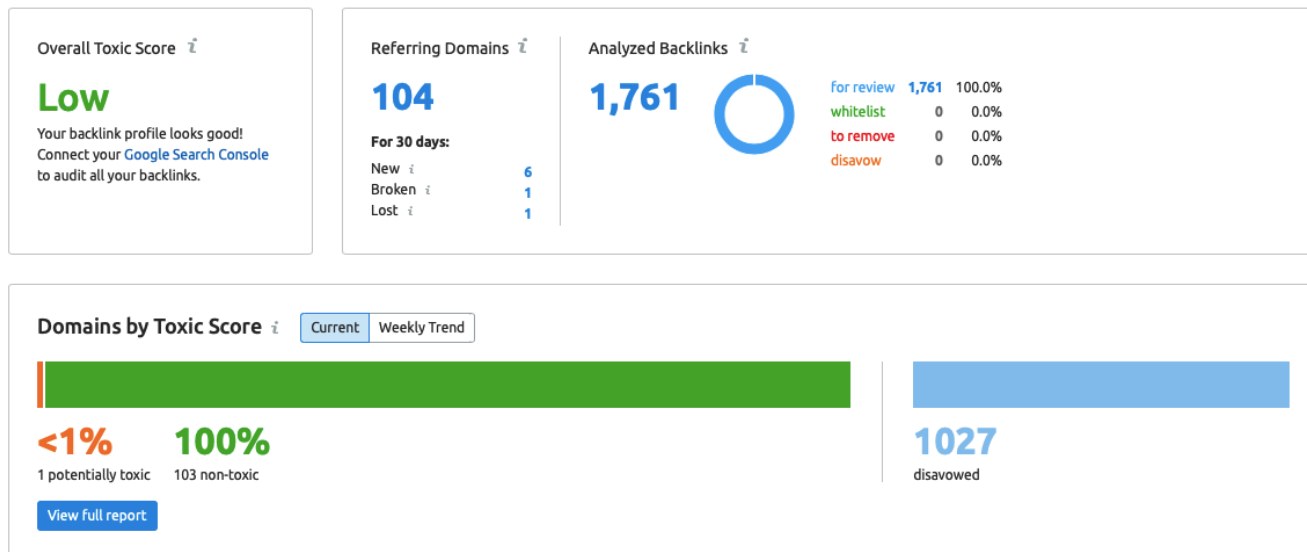 Overall Toxic Score i
Low
Your backlink profile looks good!
Connect your Google Search Console
to audit all your backlinks.
Referring Domains i
104
For 30 days:
New i 6
Broken i 1
Lost i 1
Analyzed Backlinks i
1,761
for review 1,761 100.0%
whitelist 0 0.0%
to remove 0 0.0%
disavow 0 0.0%
Domains by Toxic Score i Current Weekly Trend
<1% 100%
1 potentially toxic 103 non-toxic
1027
disavowed
View full report